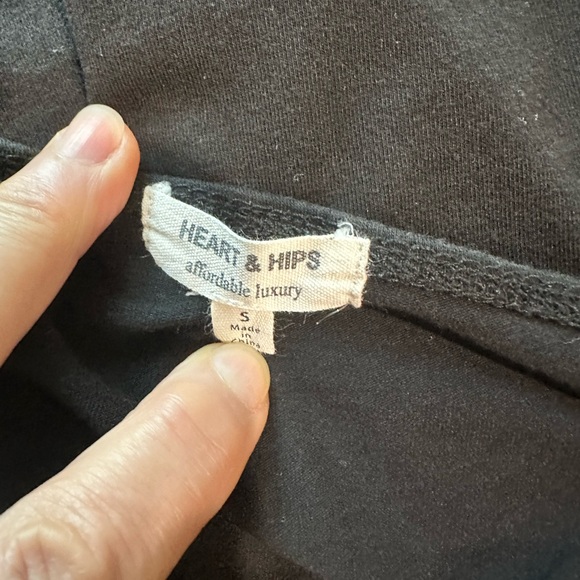 HEART & HIPS
affordable luxury
S
Made
in
China